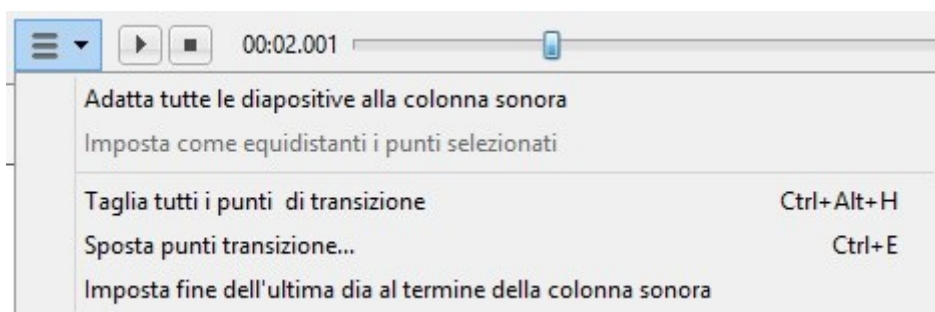 00:02.001
Adatta tutte le diapositive alla colonna sonora
Imposta come equidistanti i punti selezionati
Taglia tutti i punti  di transizione Ctrl+Alt+H
Sposta punti transizione... Ctrl+E
Imposta fine dell'ultima dia al termine della colonna sonora